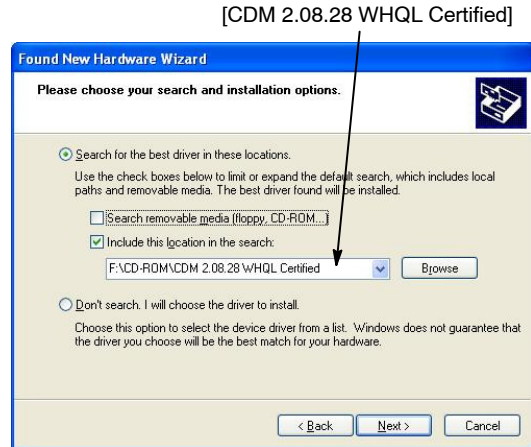 [CDM 2.08.28 WHQL Certified]
Found New Hardware Wizard
Please choose your search and installation options.
Search for the best driver in these locations.
Use the check boxes below to limit or expand the default search, which includes local
paths and removable media. The best driver found will be installed.
Search removable media (floppy, CD-ROM...)
Include this location in the search:
F:\CD-ROM\CDM 2.08.28 WHQL Certified
Browse
Don't search. I will choose the driver to install.
Choose this option to select the device driver from a list. Windows does not guarantee that
the driver you choose will be the best match for your hardware.
< Back Next > Cancel